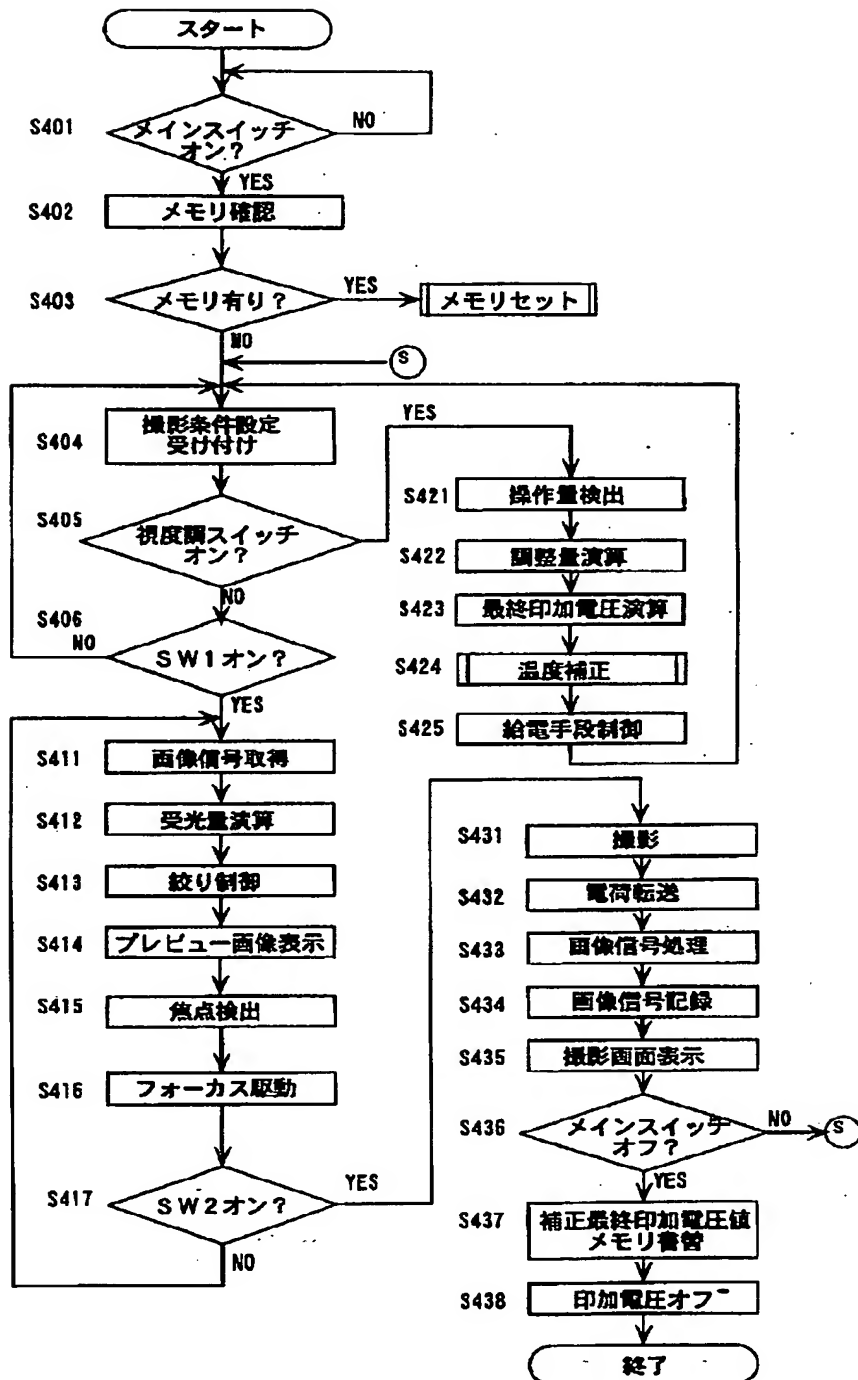 スタート
S401
メインスイッチ
オン?
NO
YES
S402
メモリ確認
S403
メモリ有り?
YES
メモリセット
NO
S
S404
撮影条件設定
受け付け
S405
視度調スイッチ
オン?
YES
NO
S406
SW1オン?
NO
YES
S421
操作量検出
S422
調整量演算
S423
最終印加電圧演算
S424
温度補正
S425
給電手段制御
S411
画像信号取得
S412
受光量演算
S413
絞り制御
S414
プレビュー画像表示
S415
焦点検出
S416
フォーカス駆動
S417
SW2オン?
YES
NO
S431
撮影
S432
電荷転送
S433
画像信号処理
S434
画像信号記録
S435
撮影画面表示
S436
メインスイッチ
オフ?
NO
S
YES
S437
補正最終印加電圧値
メモリ書替
S438
印加電圧オフ
終了